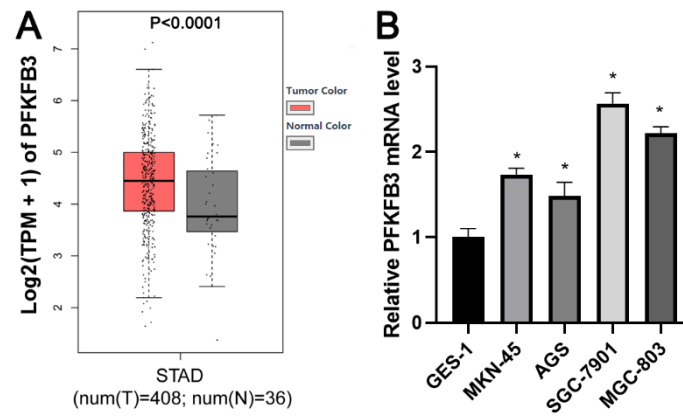 A
P<0.0001
Log2(TPM + 1) of PFKFB3
7
6
5
4
3
2
Tumor Color
Normal Color
STAD
(num(T)=408; num(N)=36)
B
Relative PFKFB3 mRNA level
3
2
1
0
*
*
*
*
GES-1
MKN-45
AGS
SGC-7901
MGC-803